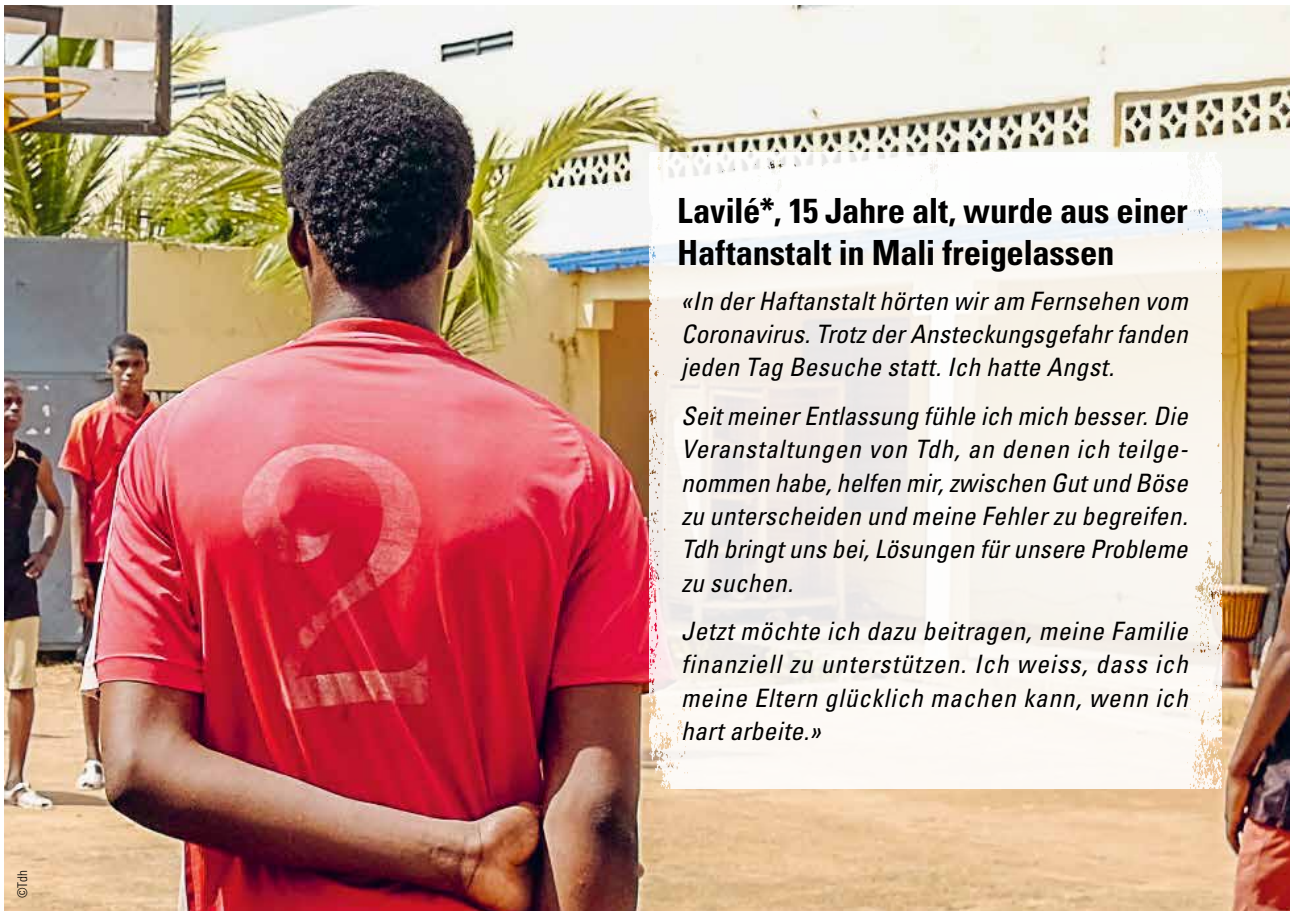 Lavilé*, 15 Jahre alt, wurde aus einer
Haftanstalt in Mali freigelassen
«In der Haftanstalt hörten wir am Fernsehen vom
Coronavirus. Trotz der Ansteckungsgefahr fanden
jeden Tag Besuche statt. Ich hatte Angst.
Seit meiner Entlassung fühle ich mich besser. Die
Veranstaltungen von Tdh, an denen ich teilge-
nommen habe, helfen mir, zwischen Gut und Böse
zu unterscheiden und meine Fehler zu begreifen.
Tdh bringt uns bei, Lösungen für unsere Probleme
zu suchen.
Jetzt möchte ich dazu beitragen, meine Familie
finanziell zu unterstützen. Ich weiss, dass ich
meine Eltern glücklich machen kann, wenn ich
hart arbeite.»
2
©Tdh